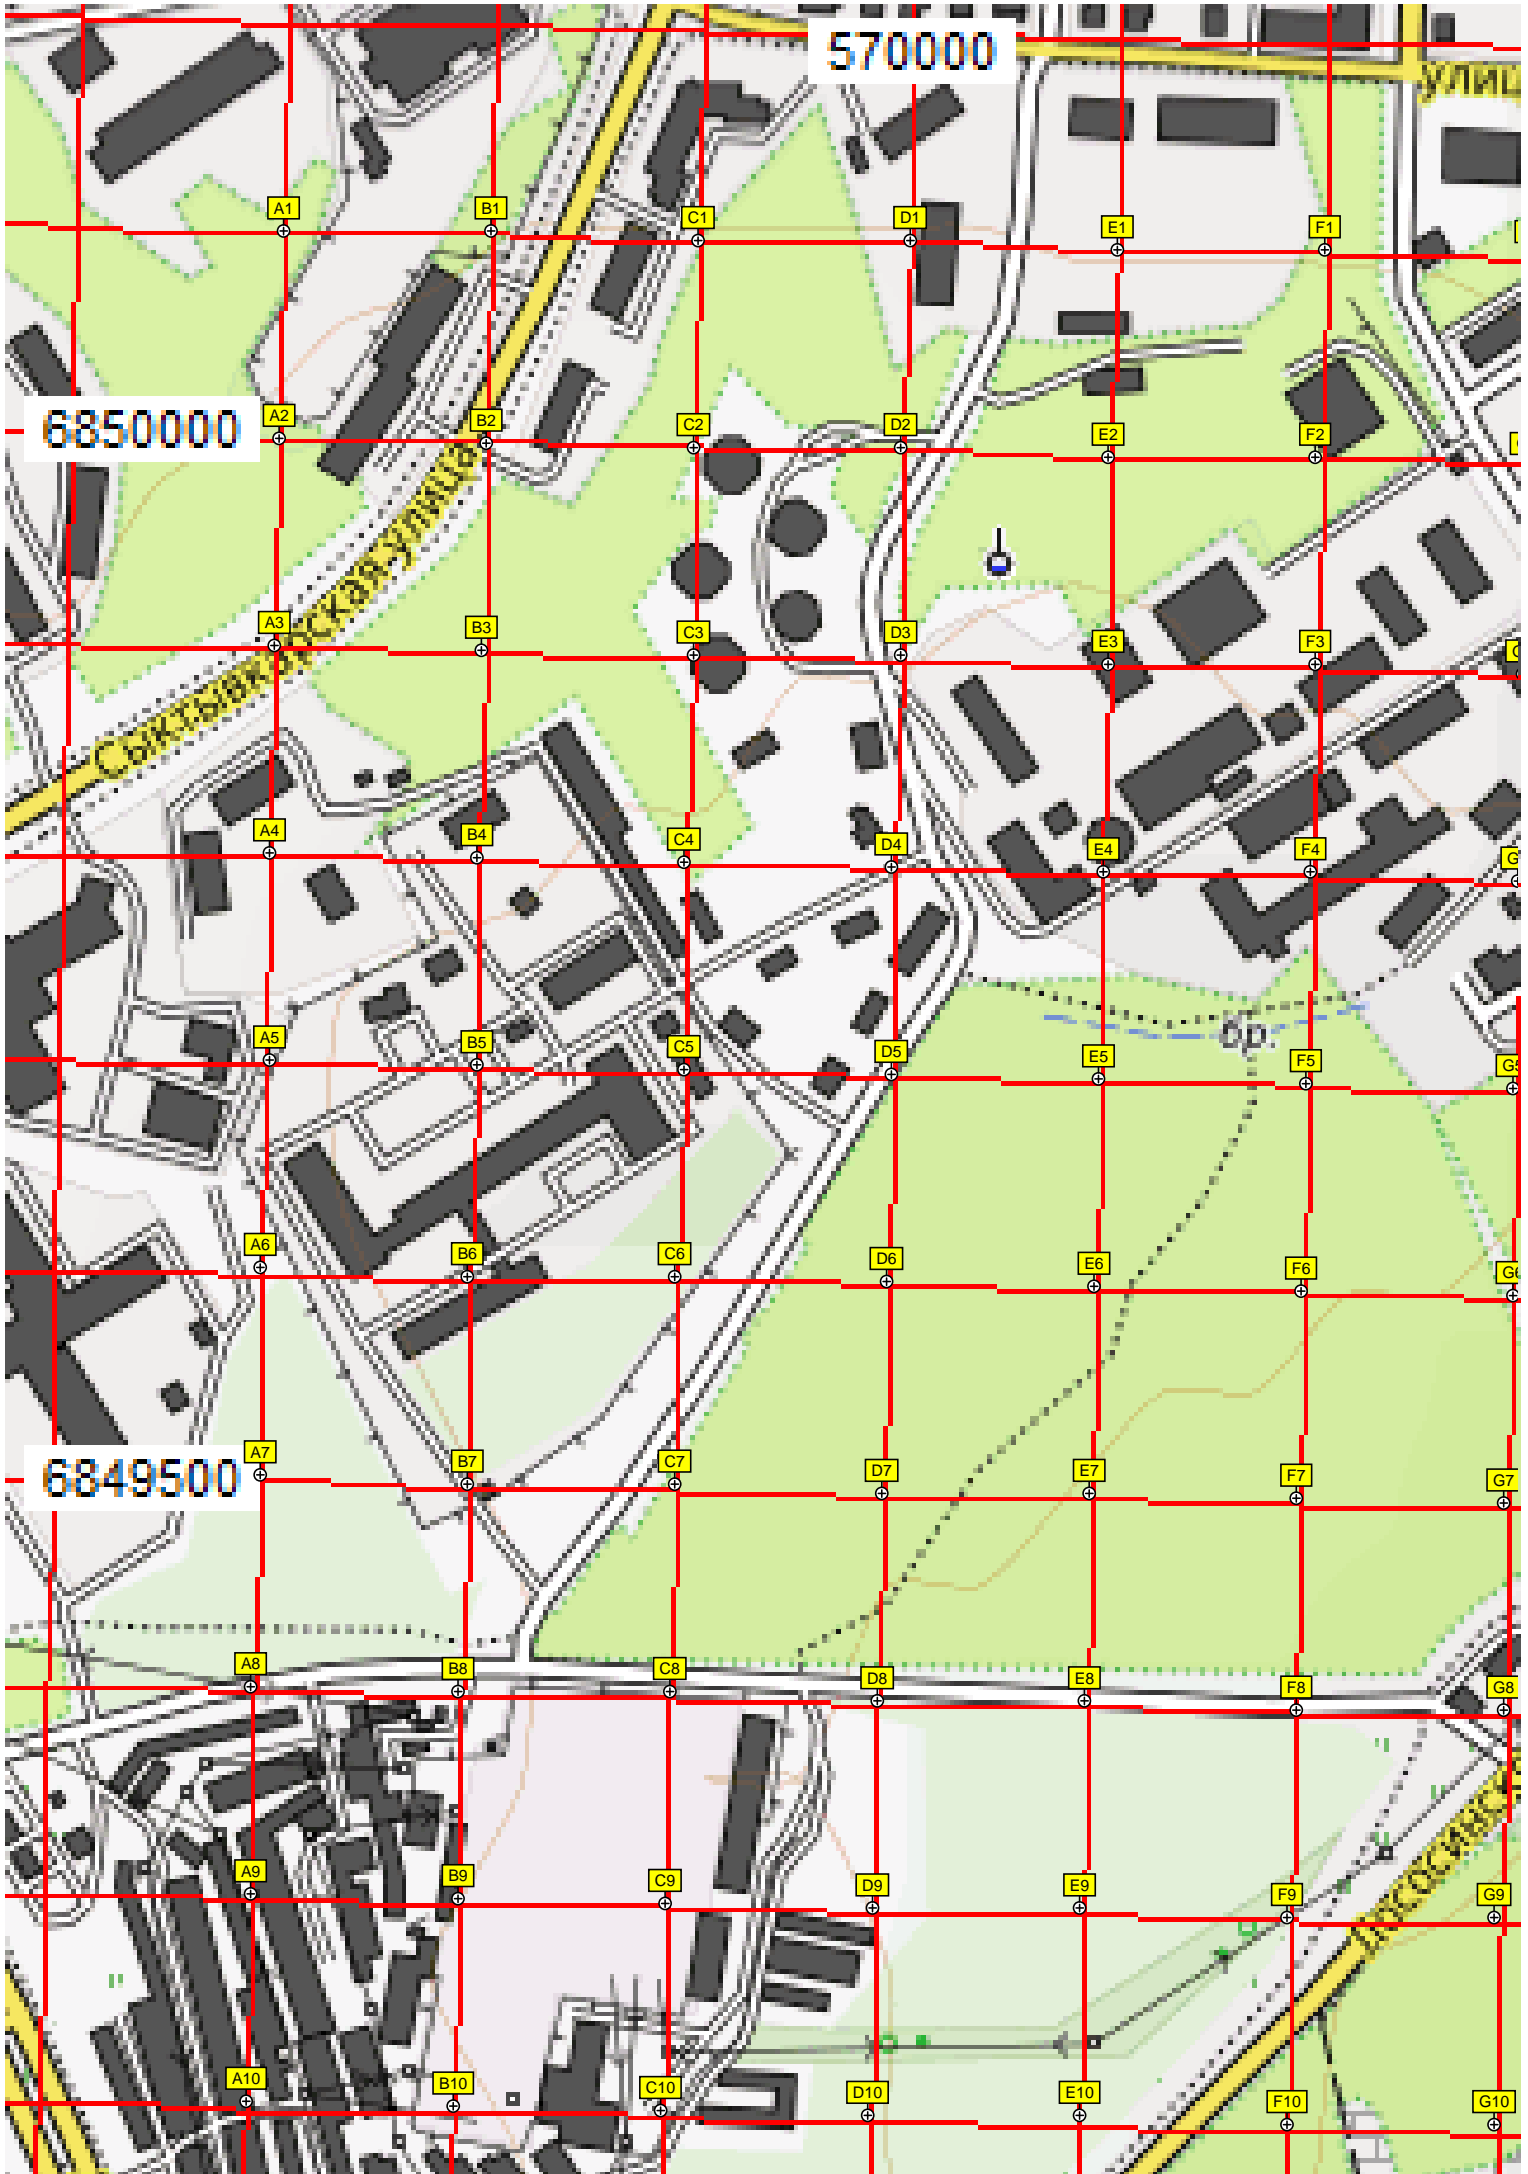 570000
улиц
A1 B1 C1 D1 E1 F1
6850000
A2 B2 C2 D2 E2 F2
Сыктывкарская улица
A3 B3 C3 D3 E3 F3
A4 B4 C4 D4 E4 F4 G
бр.
A5 B5 C5 D5 E5 F5 G5
A6 B6 C6 D6 E6 F6 G6
6849500
A7 B7 C7 D7 E7 F7 G7
A8 B8 C8 D8 E8 F8 G8
A9 B9 C9 D9 E9 F9 G9
A10 B10 C10 D10 E10 F10 G10